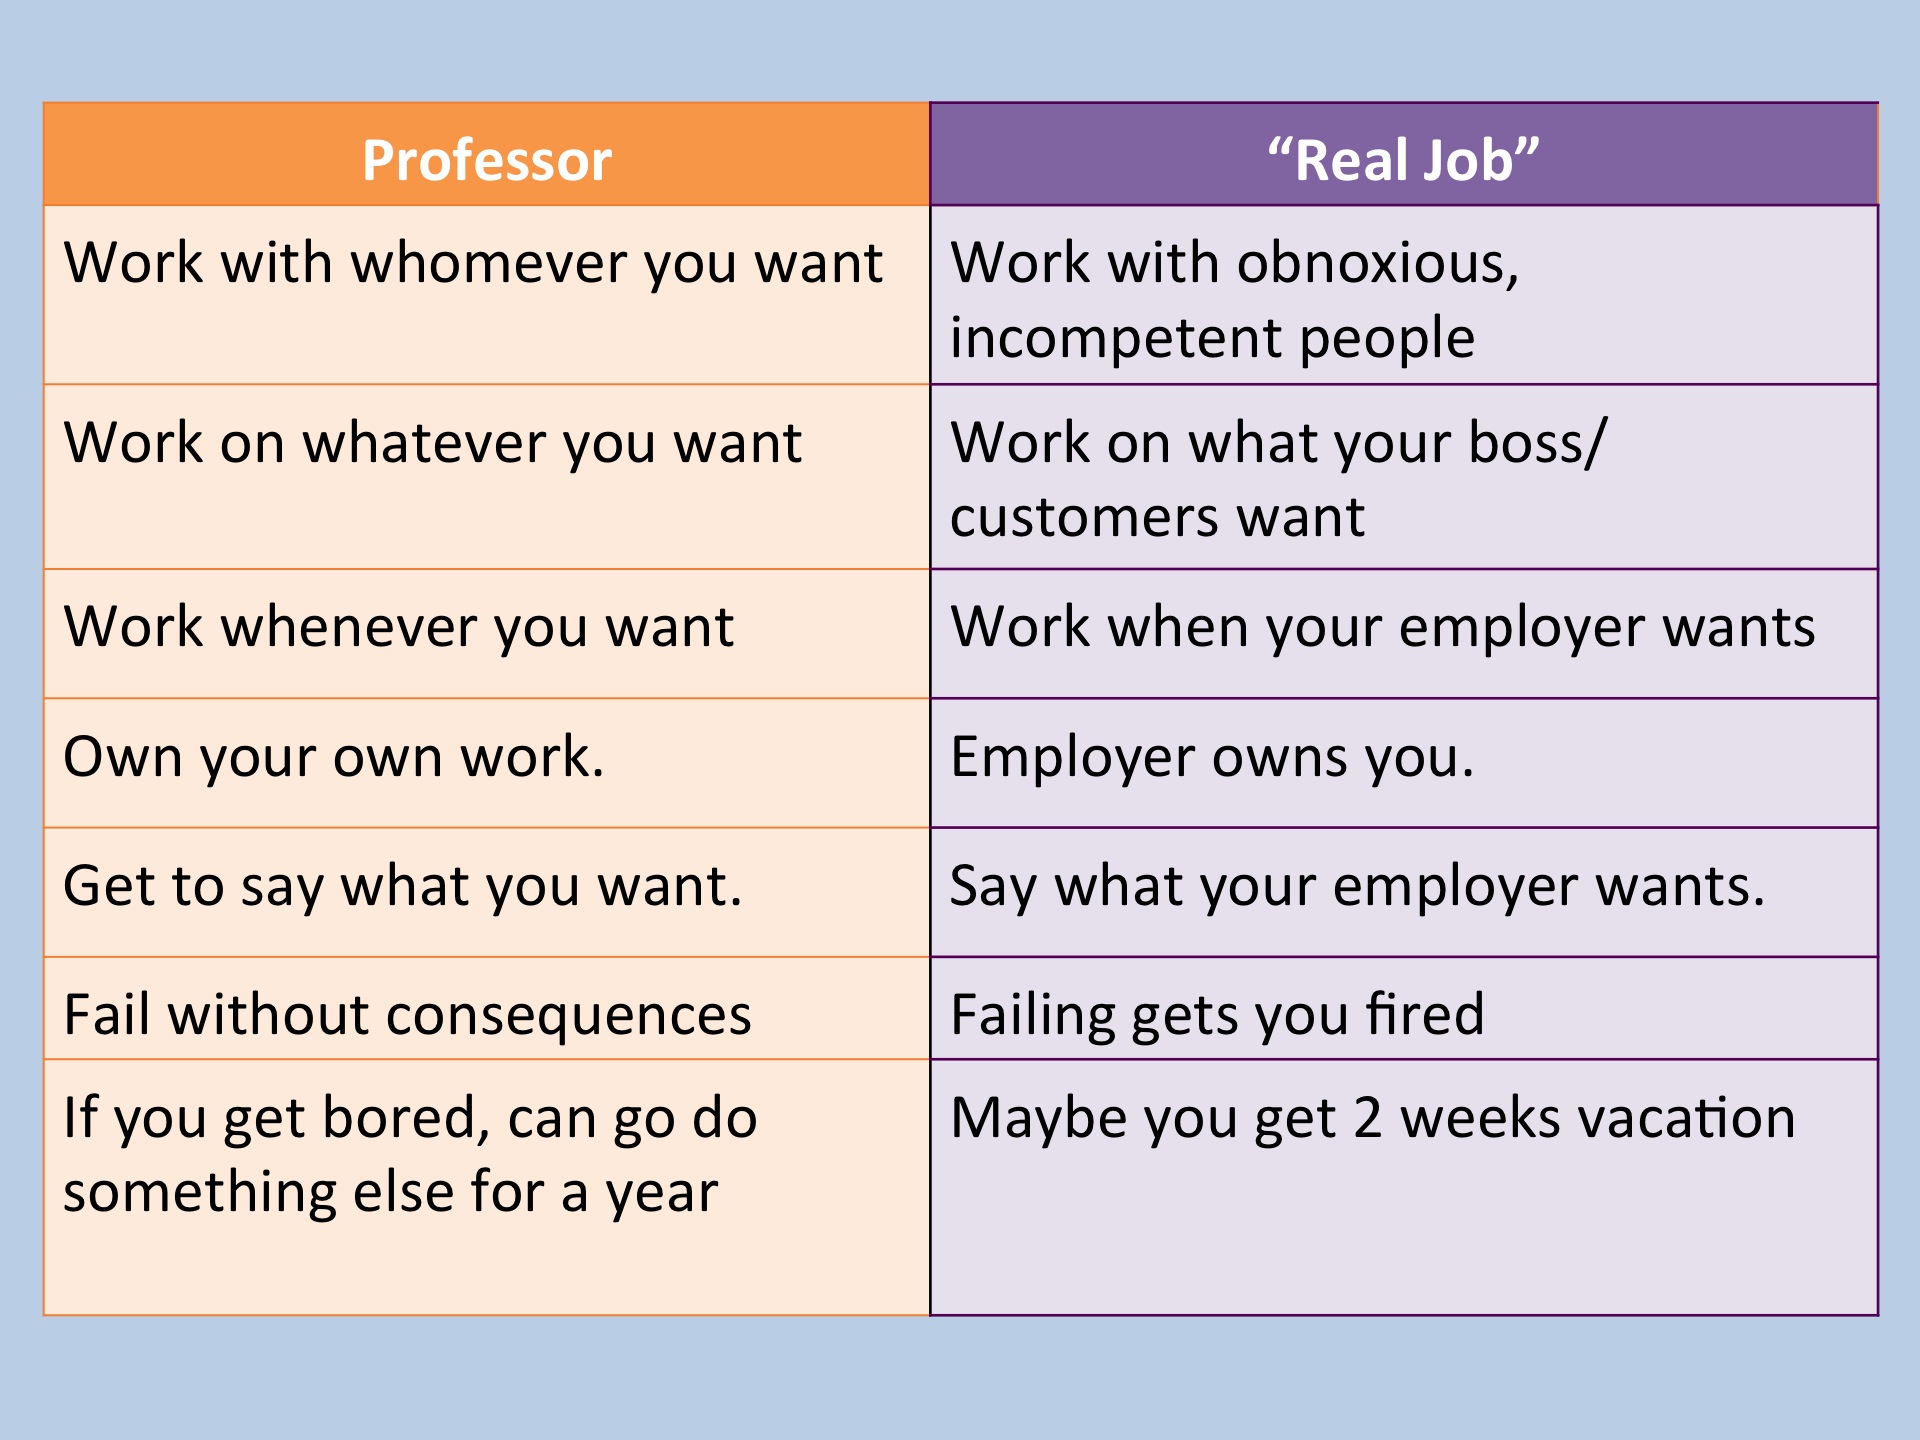 Professor
“Real Job”
Work with whomever you want
Work with obnoxious,
incompetent people
Work on whatever you want
Work on what your boss/
customers want
Work whenever you want
Work when your employer wants
Own your own work.
Employer owns you.
Get to say what you want.
Say what your employer wants.
Fail without consequences
Failing gets you fired
If you get bored, can go do
something else for a year
Maybe you get 2 weeks vacation